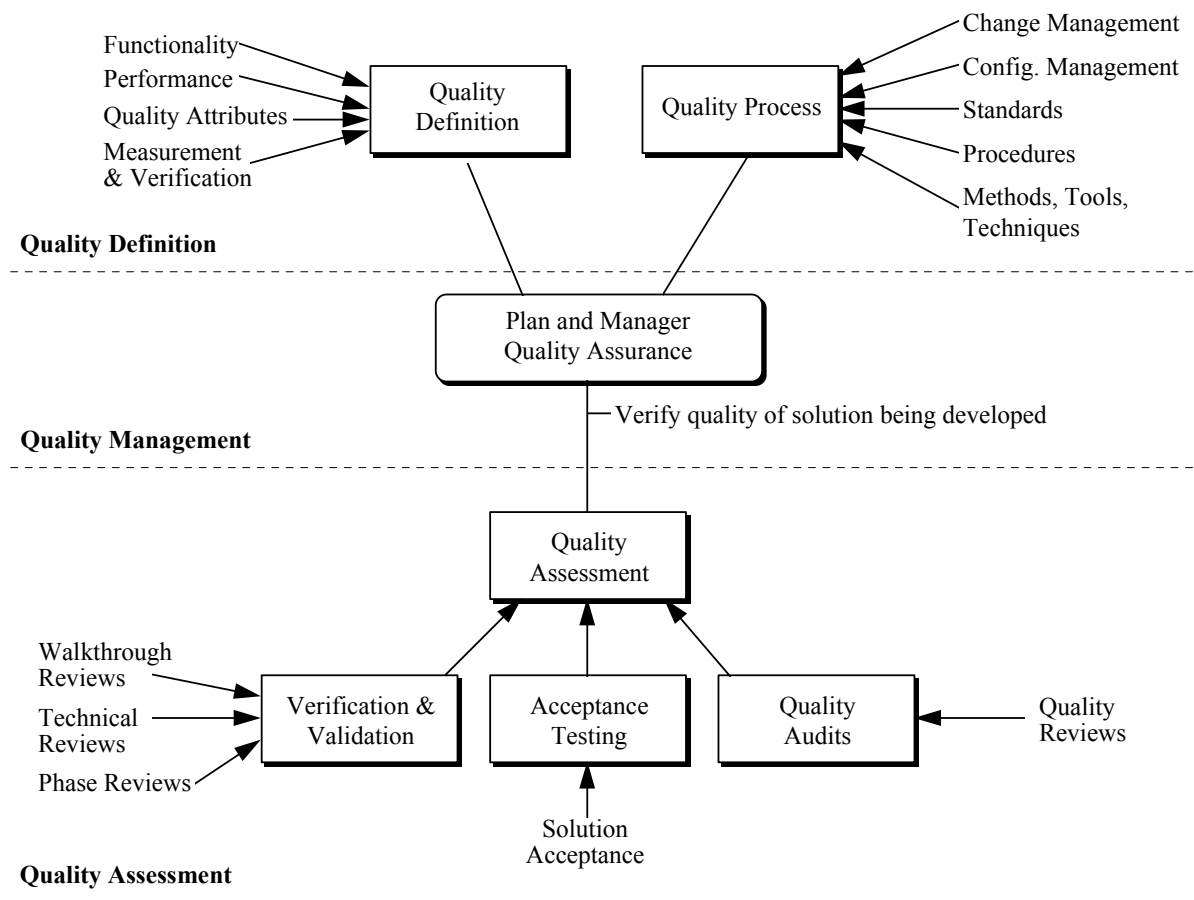 Functionality
Performance
Quality Attributes
Measurement
& Verification
Quality
Definition
Quality Process
Change Management
Config. Management
Standards
Procedures
Methods, Tools,
Techniques
Quality Definition
Plan and Manager
Quality Assurance
Verify quality of solution being developed
Quality Management
Quality
Assessment
Walkthrough
Reviews
Technical
Reviews
Phase Reviews
Verification &
Validation
Acceptance
Testing
Quality
Audits
Quality
Reviews
Solution
Acceptance
Quality Assessment